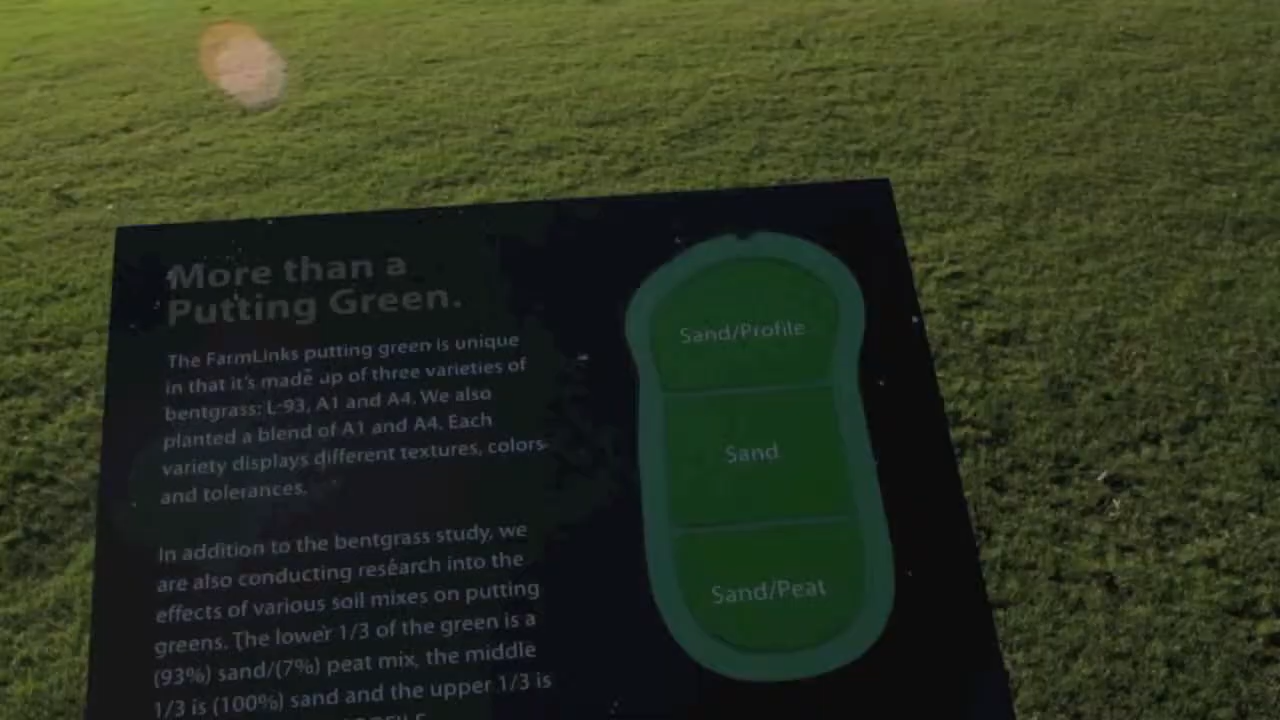 More than a
Putting Green.
The FarmLinks putting green is unique
in that it's made up of three varieties of
bentgrass: L-93, A1 and A4. We also
planted a blend of A1 and A4. Each
variety displays different textures, colors
and tolerances.
In addition to the bentgrass study, we
are also conducting research into the
effects of various soil mixes on putting
greens. The lower 1/3 of the green is a
(93%) sand/(7%) peat mix, the middle
1/3 is (100%) sand and the upper 1/3 is
Sand/Profile
Sand
Sand/Peat